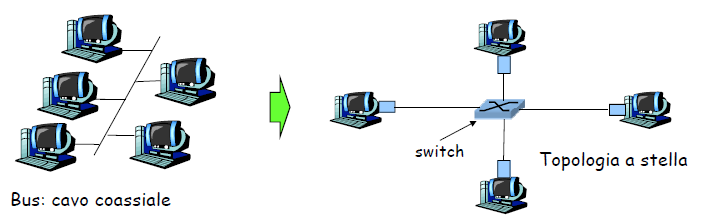 Bus: cavo coassiale
switch
Topologia a stella